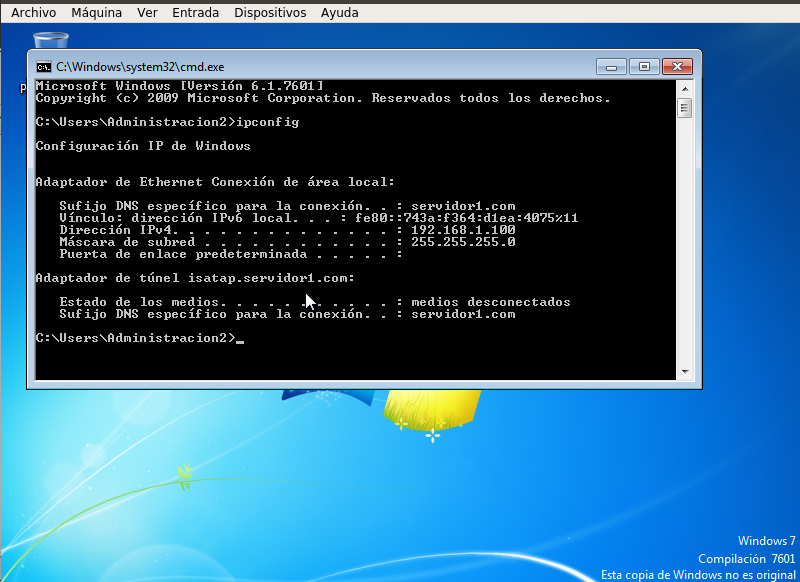 Archivo Máquina Ver Entrada Dispositivos Ayuda
C:\Windows\system32\cmd.exe
Microsoft Windows [Versión 6.1.7601]
Copyright (c) 2009 Microsoft Corporation. Reservados todos los derechos.
C:\Users\Administracion2>ipconfig
Configuración IP de Windows
Adaptador de Ethernet Conexión de área local:
Sufijo DNS específico para la conexión. . : servidor1.com
Vínculo: dirección IPv6 local. . . : fe80::743a:f364:d1ea:4075%11
Dirección IPv4. . . . . . . . . . . . . . : 192.168.1.100
Máscara de subred . . . . . . . . . . . . : 255.255.255.0
Puerta de enlace predeterminada . . . . . :
Adaptador de túnel isatap.servidor1.com:
Estado de los medios. . . . . . . . . . . : medios desconectados
Sufijo DNS específico para la conexión. . : servidor1.com
C:\Users\Administracion2>_
Windows 7
Compilación 7601
Esta copia de Windows no es original